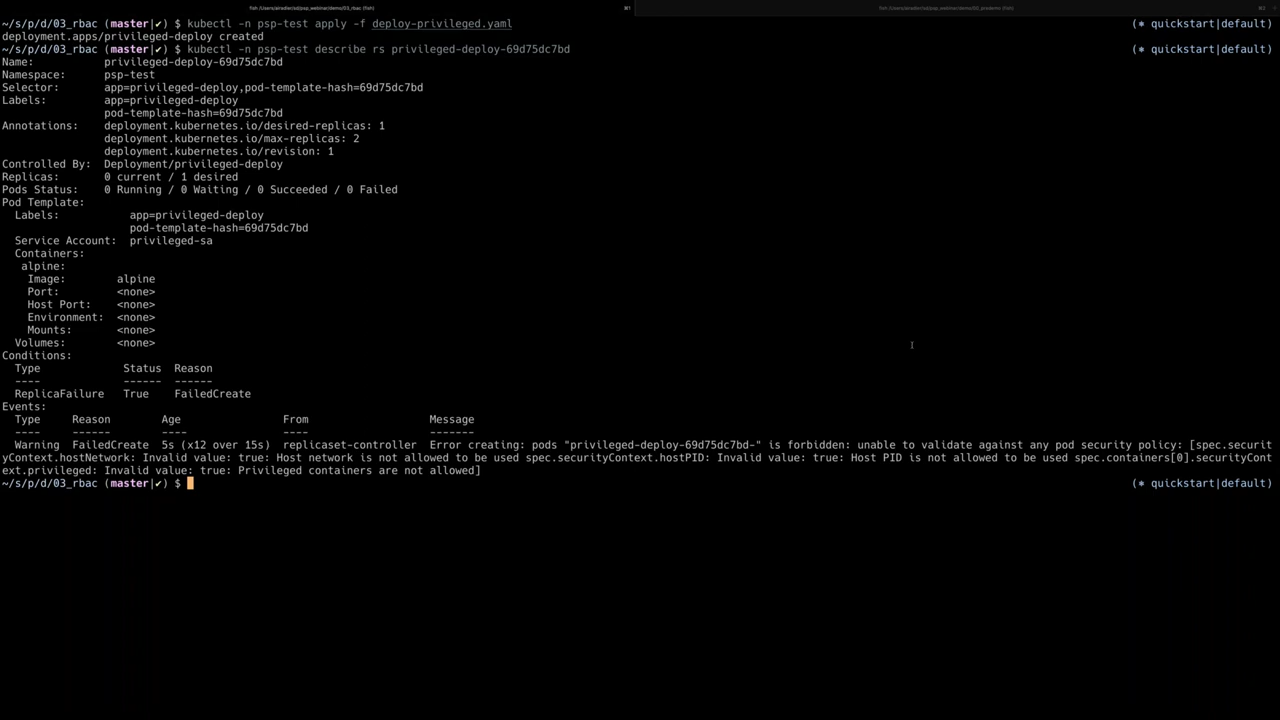 fish /Users/airadier/sd/psp_webinar/demo/03_rbac (fish)
⌘1
⌘2
~/s/p/d/03_rbac (master|✔) $ kubectl -n psp-test apply -f deploy-privileged.yaml (⎈ quickstart|default)
deployment.apps/privileged-deploy created
~/s/p/d/03_rbac (master|✔) $ kubectl -n psp-test describe rs privileged-deploy-69d75dc7bd (⎈ quickstart|default)
Name: privileged-deploy-69d75dc7bd
Namespace: psp-test
Selector: app=privileged-deploy,pod-template-hash=69d75dc7bd
Labels: app=privileged-deploy
pod-template-hash=69d75dc7bd
Annotations: deployment.kubernetes.io/desired-replicas: 1
deployment.kubernetes.io/max-replicas: 2
deployment.kubernetes.io/revision: 1
Controlled By: Deployment/privileged-deploy
Replicas: 0 current / 1 desired
Pods Status: 0 Running / 0 Waiting / 0 Succeeded / 0 Failed
Pod Template:
Labels: app=privileged-deploy
pod-template-hash=69d75dc7bd
Service Account: privileged-sa
Containers:
alpine:
Image: alpine
Port: <none>
Host Port: <none>
Environment: <none>
Mounts: <none>
Volumes: <none>
Conditions:
Type Status Reason
---- ------ ------
ReplicaFailure True FailedCreate
Events:
Type Reason Age From Message
---- ------ ---- ---- -------
Warning FailedCreate 5s (x12 over 15s) replicaset-controller Error creating: pods "privileged-deploy-69d75dc7bd-" is forbidden: unable to validate against any pod security policy: [spec.securit
yContext.hostNetwork: Invalid value: true: Host network is not allowed to be used spec.securityContext.hostPID: Invalid value: true: Host PID is not allowed to be used spec.containers[0].securityCont
ext.privileged: Invalid value: true: Privileged containers are not allowed]
~/s/p/d/03_rbac (master|✔) $ (⎈ quickstart|default)